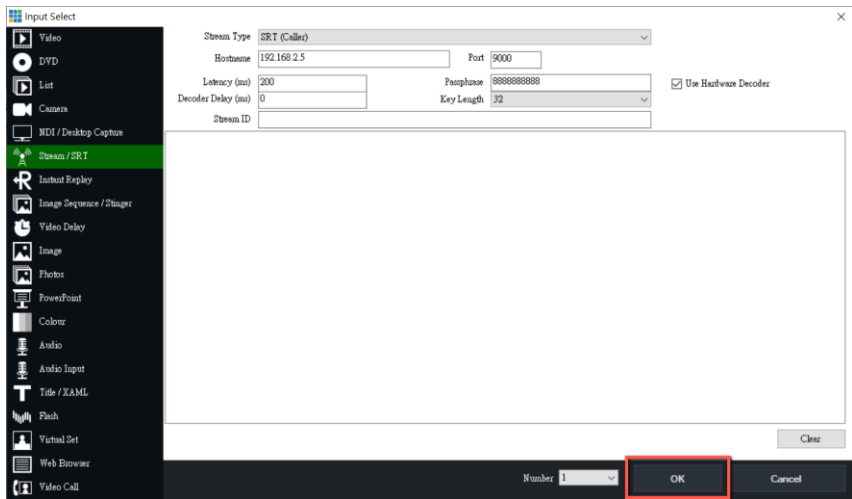 Input Select
Video
DVD
List
Camera
NDI / Desktop Capture
Stream / SRT
Instant Replay
Image Sequence / Stinger
Video Delay
Image
Photos
PowerPoint
Colour
Audio
Audio Input
Title / XAML
Flash
Virtual Set
Web Browser
Video Call
Stream Type SRT (Caller)
Hostname 192.168.2.5 Port 9000
Latency (ms) 200 Passphrase 8888888888 Use Hardware Decoder
Decoder Delay (ms) 0 Key Length 32
Stream ID
Clear
Number 1 OK Cancel